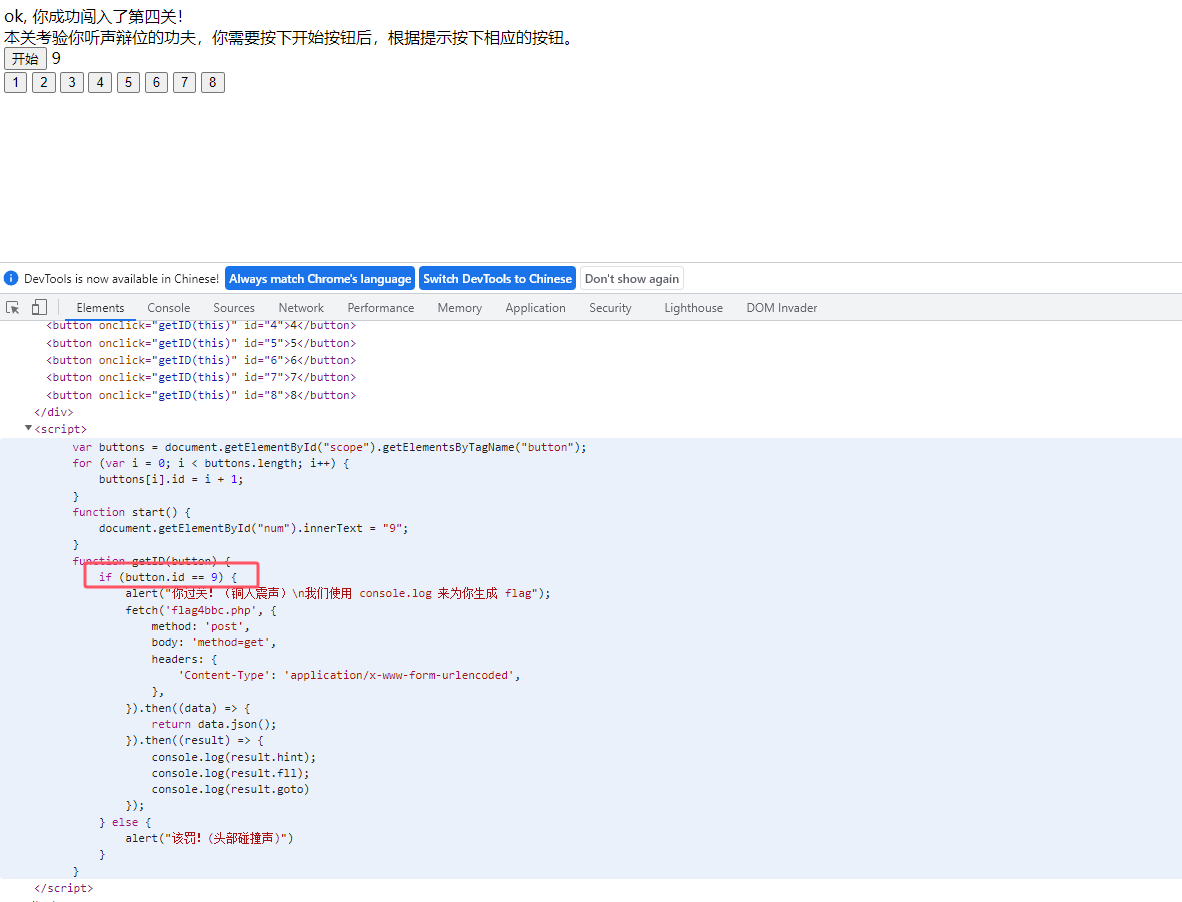 ok, 你成功闯入了第四关！
本关考验你听声辩位的功夫，你需要按下开始按钮后，根据提示按下相应的按钮。
开始 9
1 2 3 4 5 6 7 8
DevTools is now available in Chinese! Always match Chrome's language Switch DevTools to Chinese Don't show again
Elements Console Sources Network Performance Memory Application Security Lighthouse DOM Invader
<button onclick="getID(this)" id="4">4</button>
<button onclick="getID(this)" id="5">5</button>
<button onclick="getID(this)" id="6">6</button>
<button onclick="getID(this)" id="7">7</button>
<button onclick="getID(this)" id="8">8</button>
</div>
<script>
var buttons = document.getElementById("scope").getElementsByTagName("button");
for (var i = 0; i < buttons.length; i++) {
buttons[i].id = i + 1;
}
function start() {
document.getElementById("num").innerText = "9";
}
function getID(button) {
if (button.id == 9) {
alert("你过关！（铜人震声）\n我们使用 console.log 来为你生成 flag");
fetch('flag4bbc.php', {
method: 'post',
body: 'method=get',
headers: {
'Content-Type': 'application/x-www-form-urlencoded',
},
}).then((data) => {
return data.json();
}).then((result) => {
console.log(result.hint);
console.log(result.fll);
console.log(result.goto)
});
} else {
alert("该罚！（头部碰撞声）")
}
}
</script>